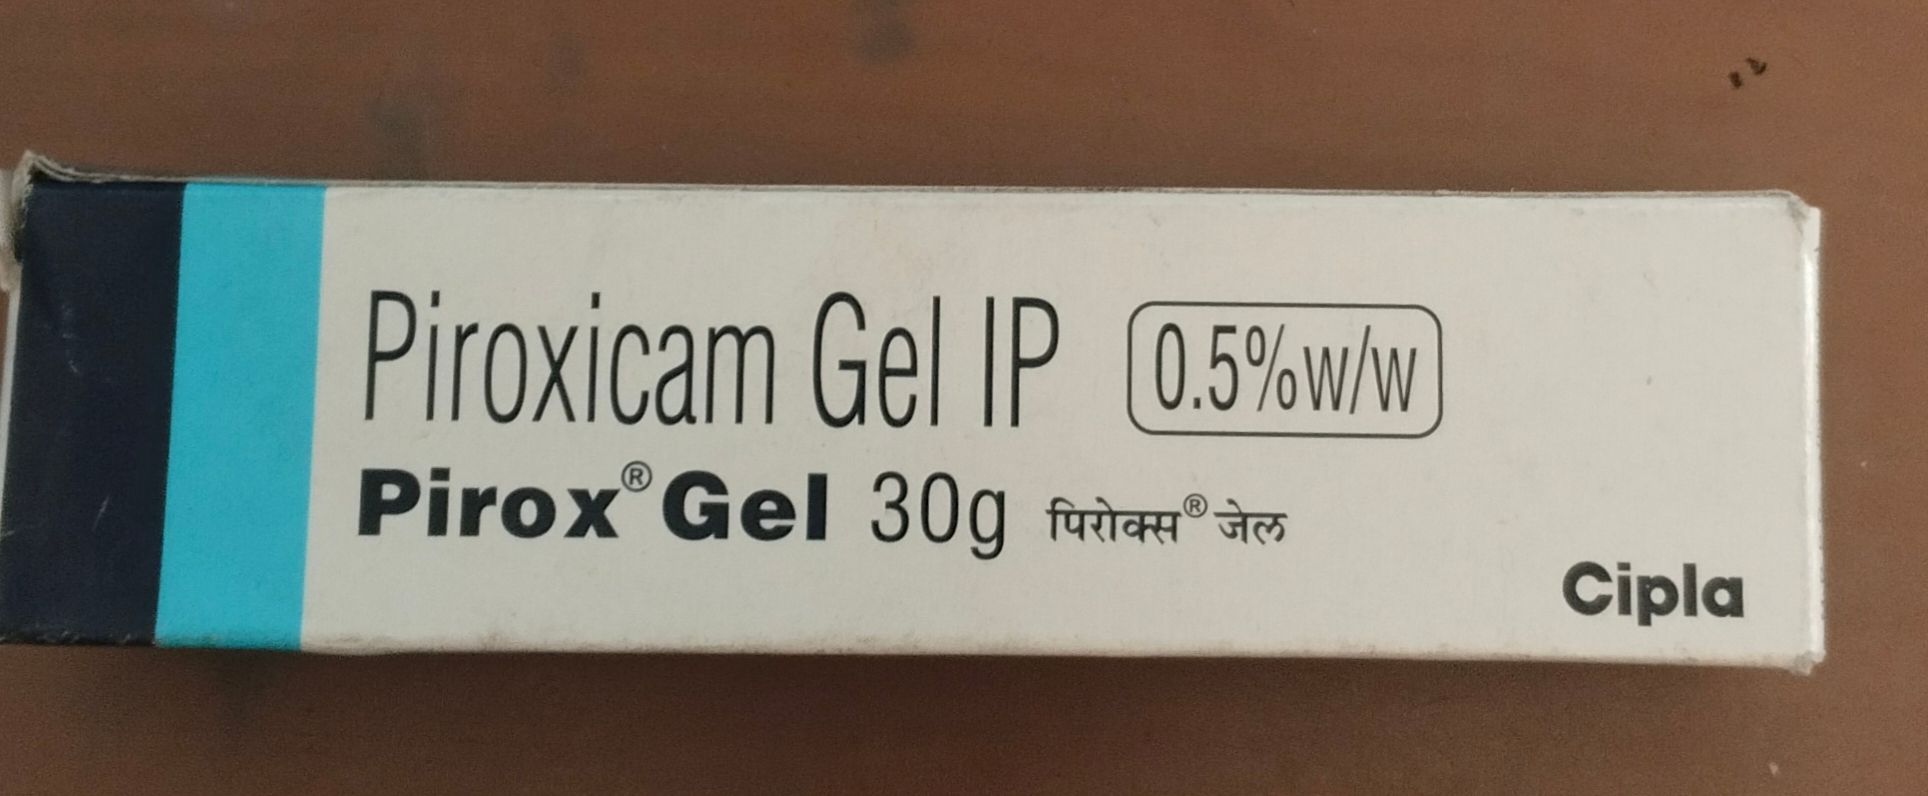 Piroxicam Gel IP 0.5%w/w
Pirox® Gel 30g पिरोक्स® जेल
Cipla